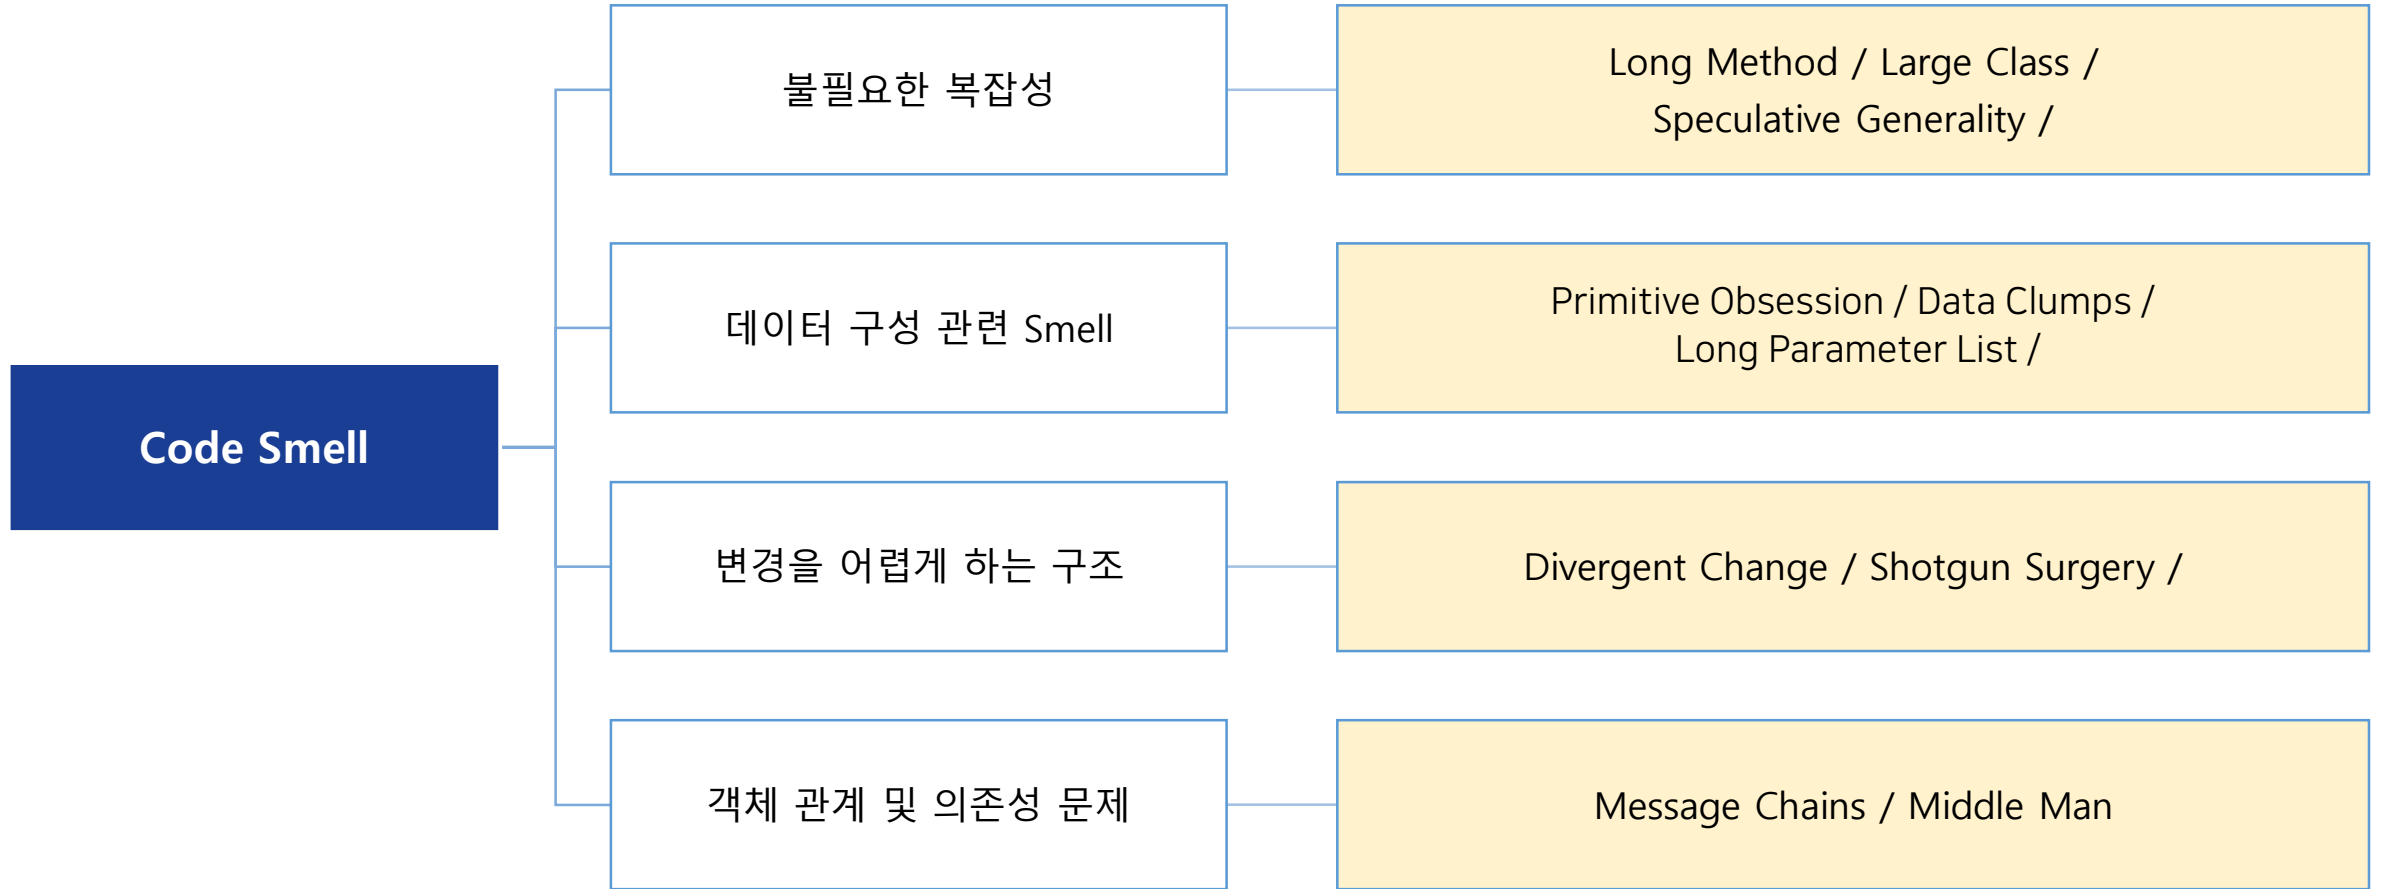 Code Smell
불필요한 복잡성
Long Method / Large Class /
Speculative Generality /
데이터 구성 관련 Smell
Primitive Obsession / Data Clumps /
Long Parameter List /
변경을 어렵게 하는 구조
Divergent Change / Shotgun Surgery /
객체 관계 및 의존성 문제
Message Chains / Middle Man